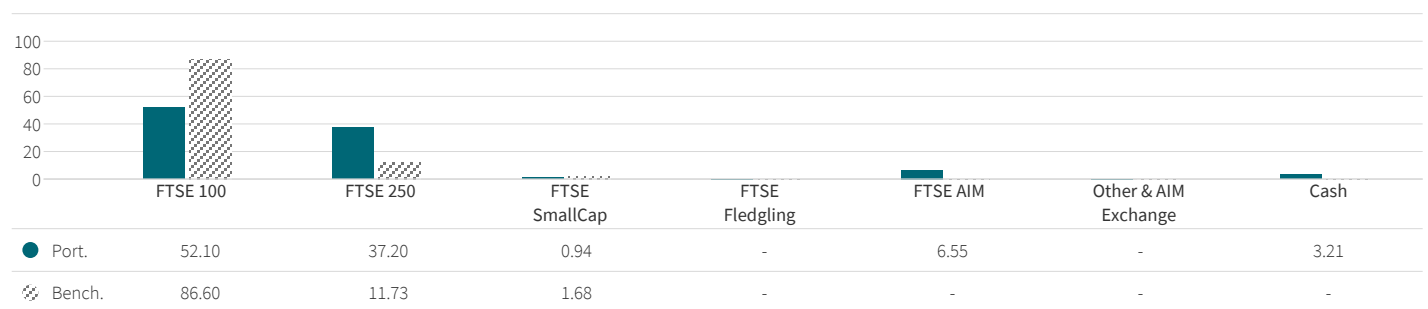 100
80
60
40
20
0
FTSE 100 FTSE 250 FTSE FTSE FTSE AIM Other & AIM Cash
SmallCap Fledgling Exchange
Port. 52.10 37.20 0.94 - 6.55 - 3.21
Bench. 86.60 11.73 1.68 - - - -